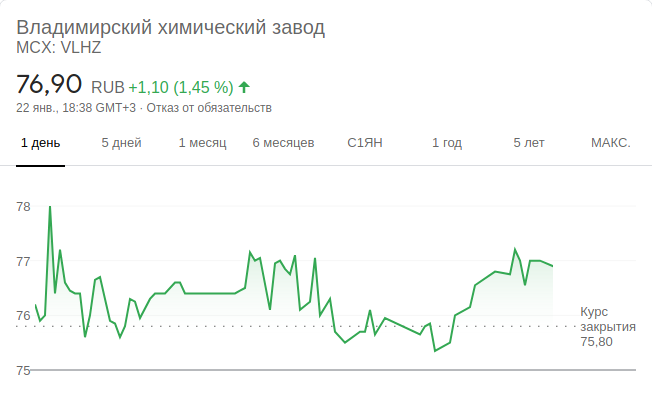 Владимирский химический завод
MCX: VLHZ
76,90 RUB +1,10 (1,45 %)
22 янв., 18:38 GMT+3 · Отказ от обязательств
1 день 5 дней 1 месяц 6 месяцев С1ЯН 1 год 5 лет МАКС.
78
77
76
75
Курс
закрытия
75,80